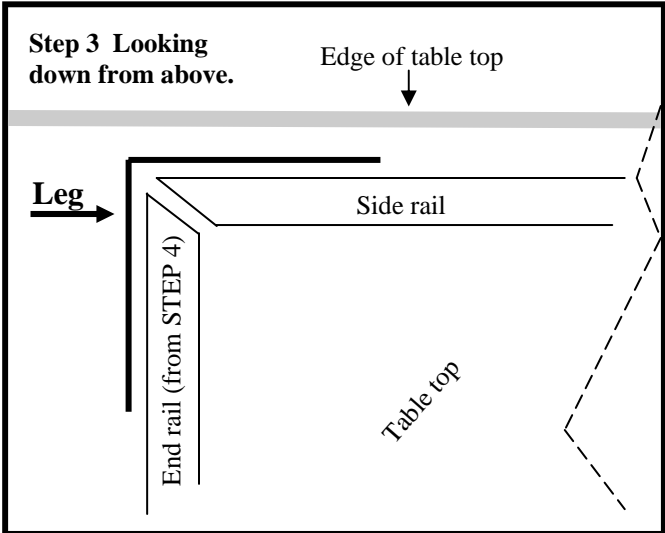 Step 3  Looking
down from above.
Edge of table top
Leg
Side rail
End rail (from STEP 4)
Table top